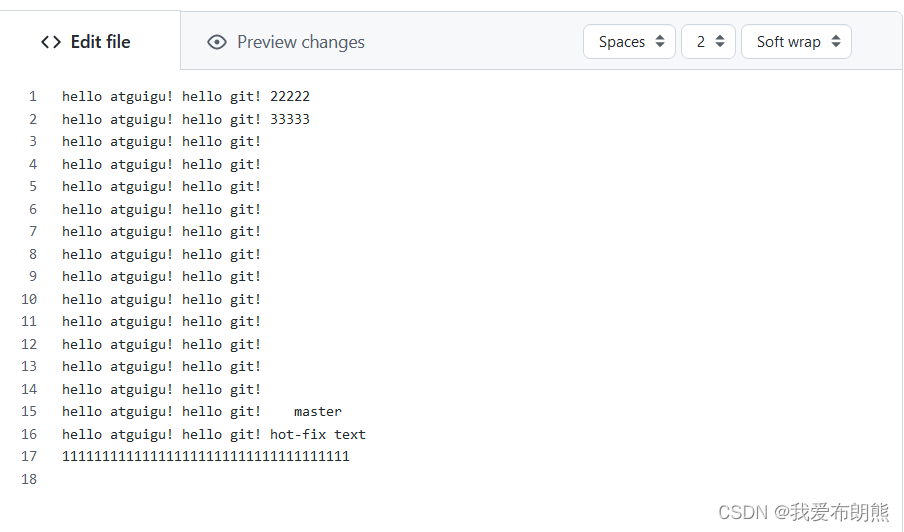 Edit file
Preview changes
Spaces
2
Soft wrap
1 hello atguigu! hello git! 22222
2 hello atguigu! hello git! 33333
3 hello atguigu! hello git!
4 hello atguigu! hello git!
5 hello atguigu! hello git!
6 hello atguigu! hello git!
7 hello atguigu! hello git!
8 hello atguigu! hello git!
9 hello atguigu! hello git!
10 hello atguigu! hello git!
11 hello atguigu! hello git!
12 hello atguigu! hello git!
13 hello atguigu! hello git!
14 hello atguigu! hello git!
15 hello atguigu! hello git!    master
16 hello atguigu! hello git! hot-fix text
17 111111111111111111111111111111111111
18
CSDN @我爱布朗熊